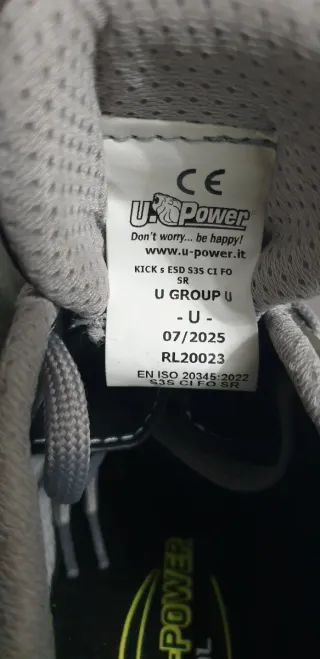 CE
U-Power
Don't worry... be happy!
www.u-power.it
KICK s ESD S3S CI FO
SR
U GROUP U
- U -
07/2025
RL20023
EN ISO 20345:2022
S3S CI FO SR
U-POWER